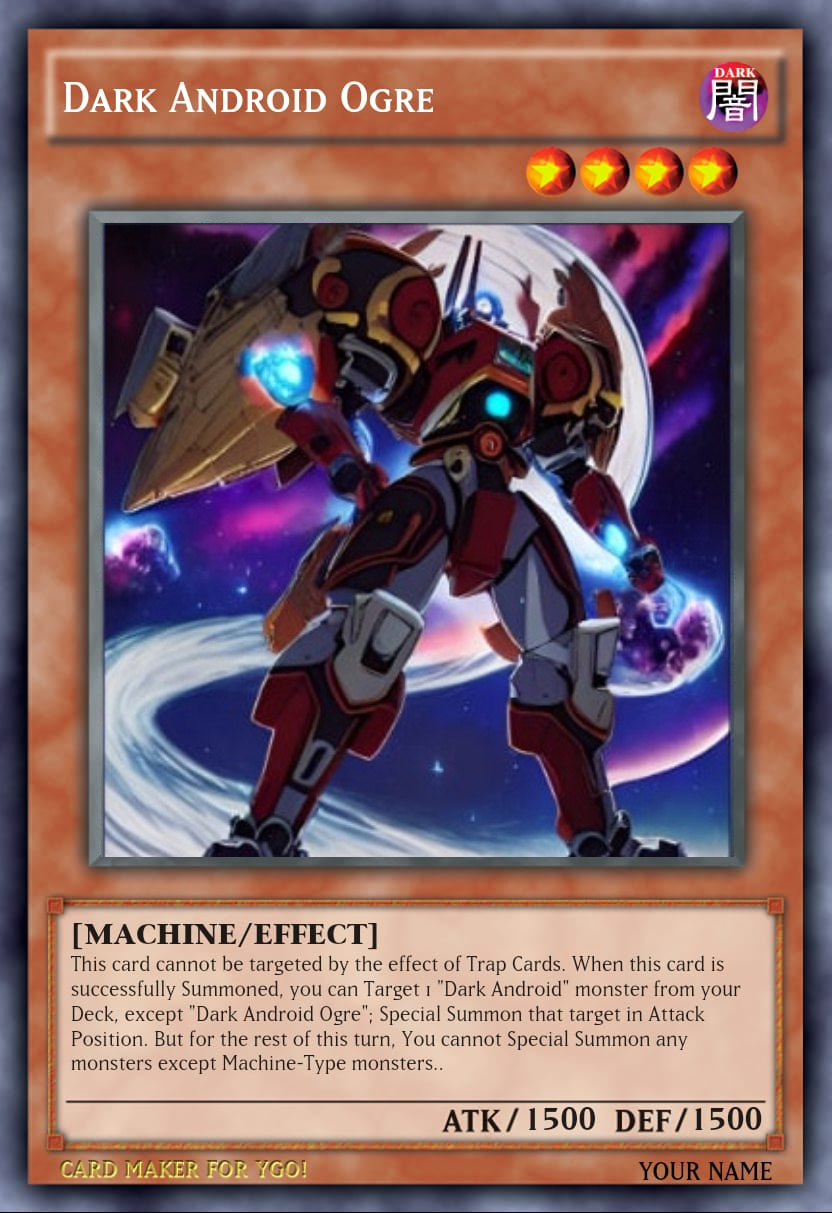 Dark Android Ogre
DARK
闇
[MACHINE/EFFECT]
This card cannot be targeted by the effect of Trap Cards. When this card is
successfully Summoned, you can Target 1 "Dark Android" monster from your
Deck, except "Dark Android Ogre"; Special Summon that target in Attack
Position. But for the rest of this turn, You cannot Special Summon any
monsters except Machine-Type monsters..
ATK/1500 DEF/1500
CARD MAKER FOR YGO!
YOUR NAME